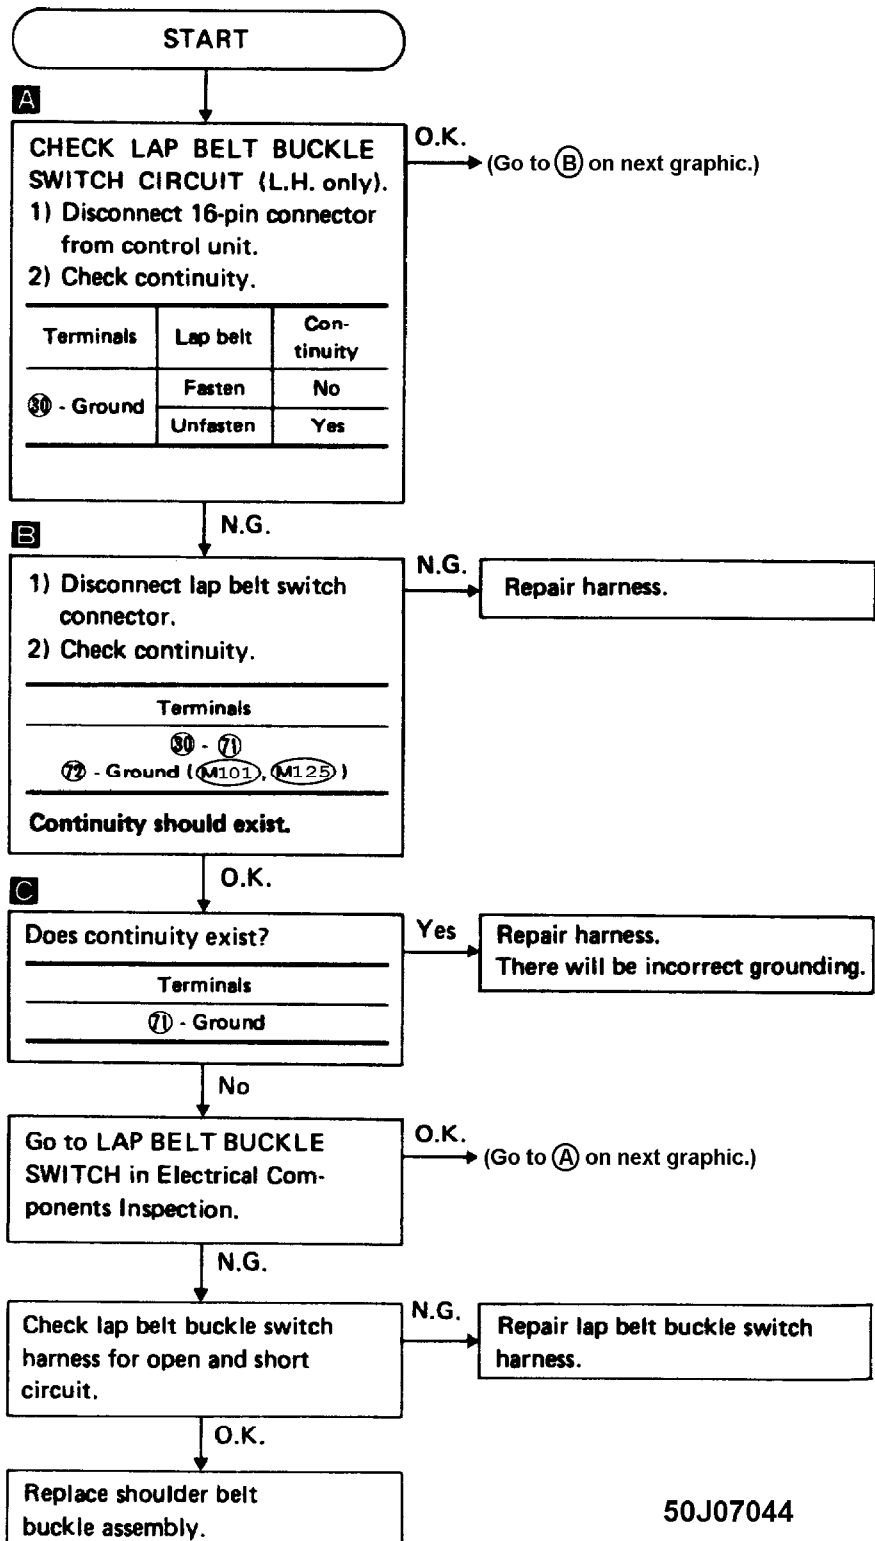 START
A
CHECK LAP BELT BUCKLE
SWITCH CIRCUIT (L.H. only).
1) Disconnect 16-pin connector
from control unit.
2) Check continuity.
Terminals
Lap belt
Con-
tinuity
30 - Ground
Fasten
No
Unfasten
Yes
O.K.
(Go to B on next graphic.)
N.G.
B
1) Disconnect lap belt switch
connector.
2) Check continuity.
Terminals
30 - 71
72 - Ground (M101, M125)
Continuity should exist.
N.G.
Repair harness.
O.K.
C
Does continuity exist?
Terminals
71 - Ground
Yes
Repair harness.
There will be incorrect grounding.
No
Go to LAP BELT BUCKLE
SWITCH in Electrical Com-
ponents Inspection.
O.K.
(Go to A on next graphic.)
N.G.
Check lap belt buckle switch
harness for open and short
circuit.
N.G.
Repair lap belt buckle switch
harness.
O.K.
Replace shoulder belt
buckle assembly.
50J07044